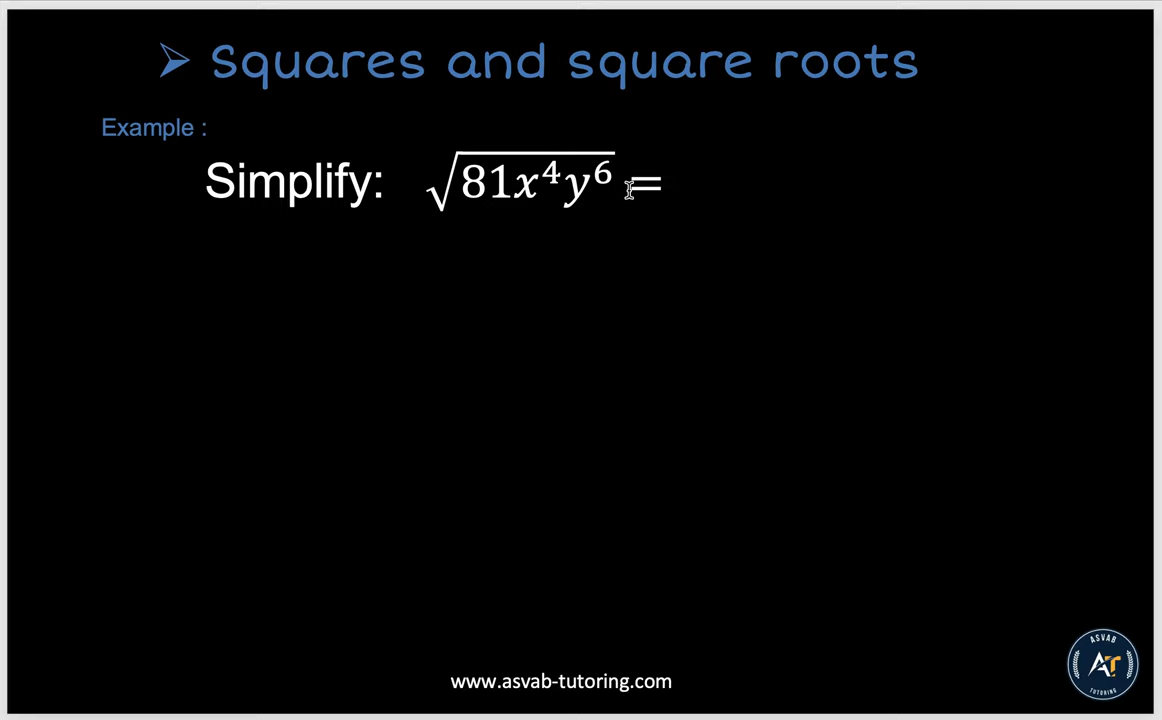 ➢ Squares and square roots
Example :
Simplify: √81x⁴y⁶ =
www.asvab-tutoring.com
ASVAB
AT
TUTORING